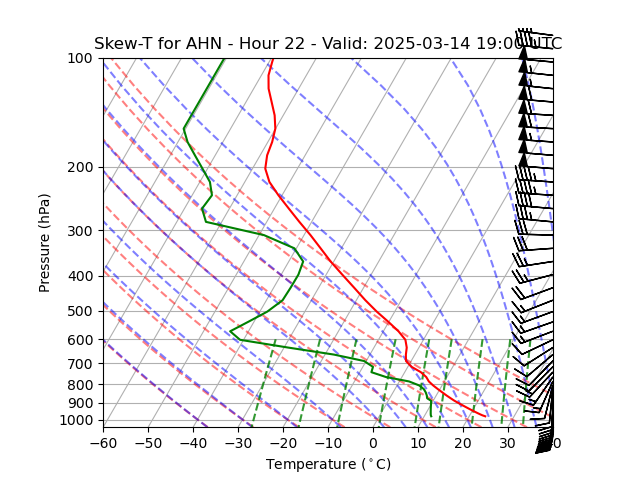 Skew-T for AHN - Hour 22 - Valid: 2025-03-14 19:00 UTC
100
200
300
400
500
600
700
800
900
1000
Pressure (hPa)
−60 −50 −40 −30 −20 −10 0 10 20 30 40
Temperature (°C)